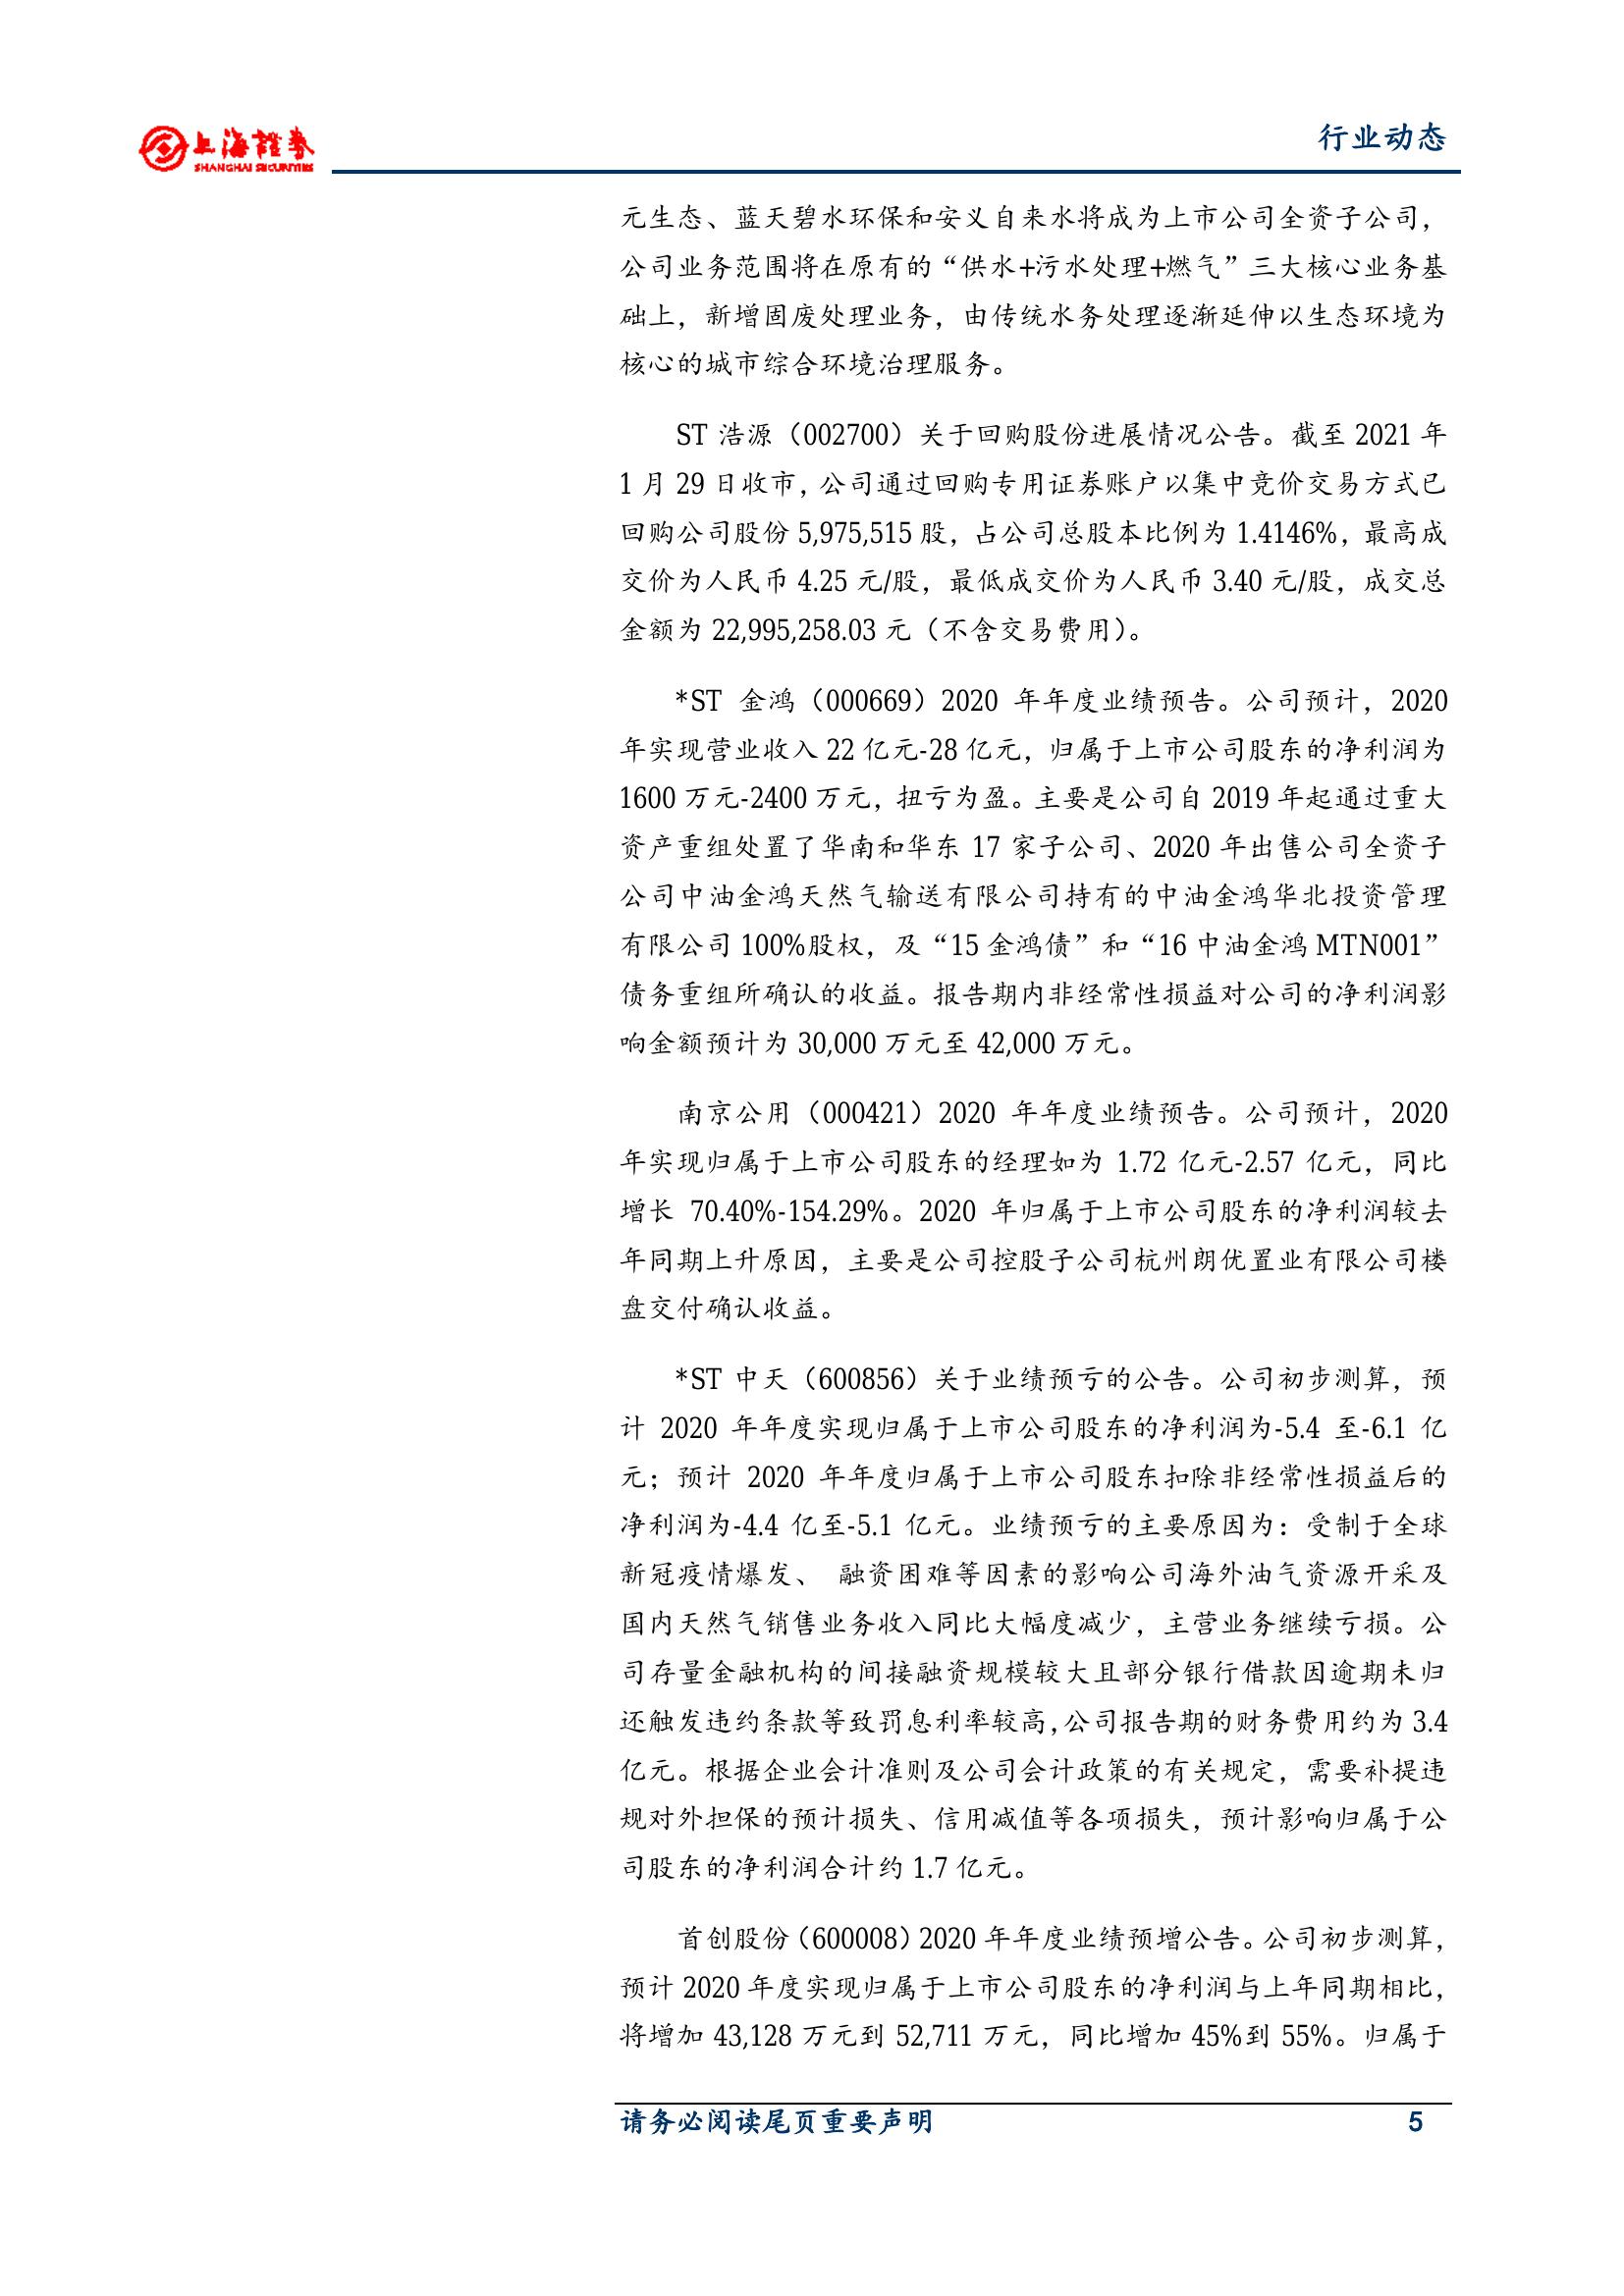 上海證券
SHANGHAI SECURITIES
行业动态
元生态、蓝天碧水环保和安义自来水将成为上市公司全资子公司，
公司业务范围将在原有的“供水+污水处理+燃气”三大核心业务基
础上，新增固废处理业务，由传统水务处理逐渐延伸以生态环境为
核心的城市综合环境治理服务。
ST 浩源（002700）关于回购股份进展情况公告。截至 2021 年
1 月 29 日收市，公司通过回购专用证券账户以集中竞价交易方式已
回购公司股份 5,975,515 股，占公司总股本比例为 1.4146%，最高成
交价为人民币 4.25 元/股，最低成交价为人民币 3.40 元/股，成交总
金额为 22,995,258.03 元（不含交易费用）。
*ST 金鸿（000669）2020 年年度业绩预告。公司预计，2020
年实现营业收入 22 亿元-28 亿元，归属于上市公司股东的净利润为
1600 万元-2400 万元，扭亏为盈。主要是公司自 2019 年起通过重大
资产重组处置了华南和华东 17 家子公司、2020 年出售公司全资子
公司中油金鸿天然气输送有限公司持有的中油金鸿华北投资管理
有限公司 100%股权，及“15 金鸿债”和“16 中油金鸿 MTN001”
债务重组所确认的收益。报告期内非经常性损益对公司的净利润影
响金额预计为 30,000 万元至 42,000 万元。
南京公用（000421）2020 年年度业绩预告。公司预计，2020
年实现归属于上市公司股东的经理如为 1.72 亿元-2.57 亿元，同比
增长 70.40%-154.29%。2020 年归属于上市公司股东的净利润较去
年同期上升原因，主要是公司控股子公司杭州朗优置业有限公司楼
盘交付确认收益。
*ST 中天（600856）关于业绩预亏的公告。公司初步测算，预
计 2020 年年度实现归属于上市公司股东的净利润为-5.4 至-6.1 亿
元；预计 2020 年年度归属于上市公司股东扣除非经常性损益后的
净利润为-4.4 亿至-5.1 亿元。业绩预亏的主要原因为：受制于全球
新冠疫情爆发、 融资困难等因素的影响公司海外油气资源开采及
国内天然气销售业务收入同比大幅度减少，主营业务继续亏损。公
司存量金融机构的间接融资规模较大且部分银行借款因逾期未归
还触发违约条款等致罚息利率较高，公司报告期的财务费用约为 3.4
亿元。根据企业会计准则及公司会计政策的有关规定，需要补提违
规对外担保的预计损失、信用减值等各项损失，预计影响归属于公
司股东的净利润合计约 1.7 亿元。
首创股份（600008）2020 年年度业绩预增公告。公司初步测算，
预计 2020 年度实现归属于上市公司股东的净利润与上年同期相比，
将增加 43,128 万元到 52,711 万元，同比增加 45%到 55%。归属于
请务必阅读尾页重要声明 5